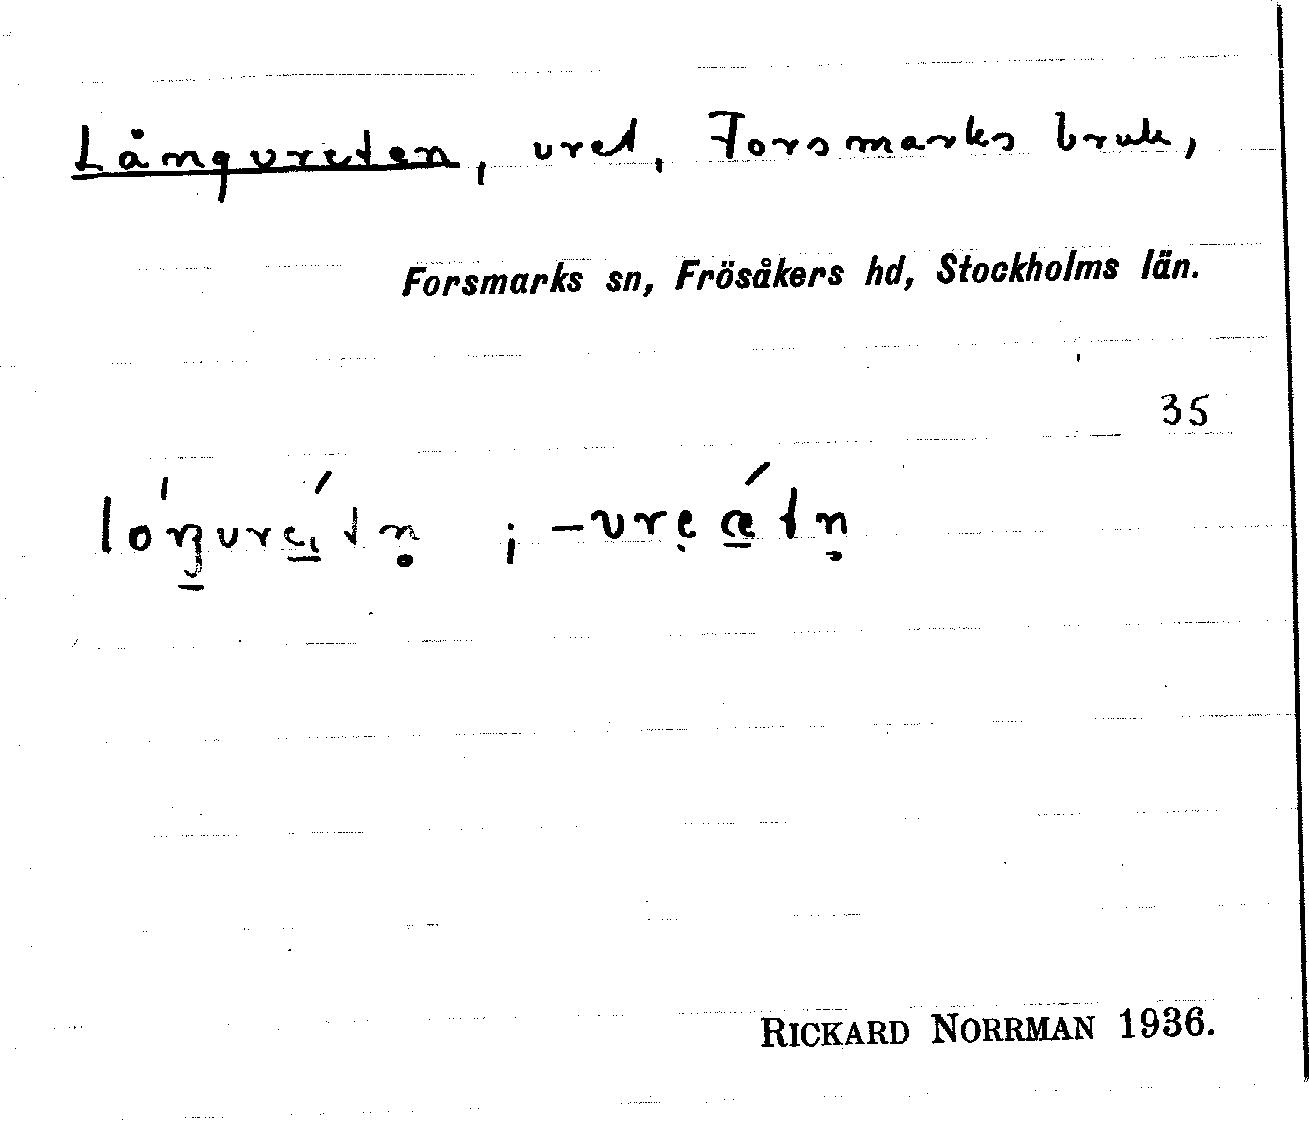 Långvreten, vret, Forsmarks bruk,
Forsmarks sn, Frösåkers hd, Stockholms län.
35
RICKARD NORRMAN 1936.